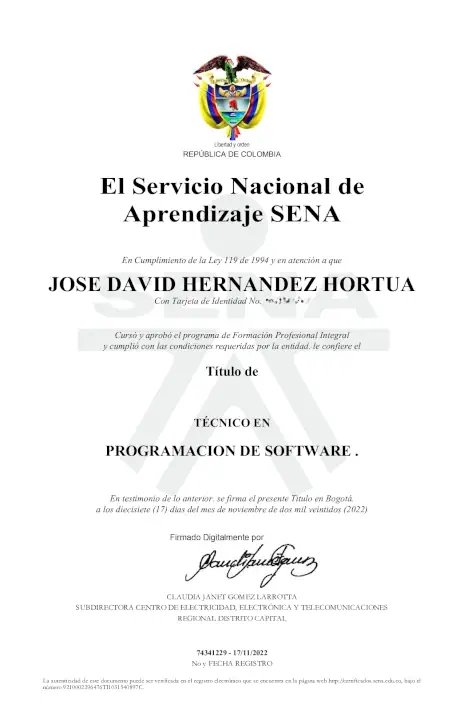 Libertad y orden
REPÚBLICA DE COLOMBIA
El Servicio Nacional de
Aprendizaje SENA
En Cumplimiento de la Ley 119 de 1994 y en atención a que
SENA
JOSE DAVID HERNANDEZ HORTUA
Con Tarjeta de Identidad No.
Cursó y aprobó el programa de Formación Profesional Integral
y cumplió con las condiciones requeridas por la entidad, le confiere el
Título de
TÉCNICO EN
PROGRAMACION DE SOFTWARE .
En testimonio de lo anterior, se firma el presente Título en Bogotá,
a los diecisiete (17) días del mes de noviembre de dos mil veintidos (2022)
Firmado Digitalmente por
CLAUDIA JANET GOMEZ LARROTTA
SUBDIRECTORA CENTRO DE ELECTRICIDAD, ELECTRÓNICA Y TELECOMUNICACIONES
REGIONAL DISTRITO CAPITAL
74341229 - 17/11/2022
No y FECHA REGISTRO
La autenticidad de este documento puede ser verificada en el registro electrónico que se encuentra en la página web http://certificados.sena.edu.co, bajo el
número